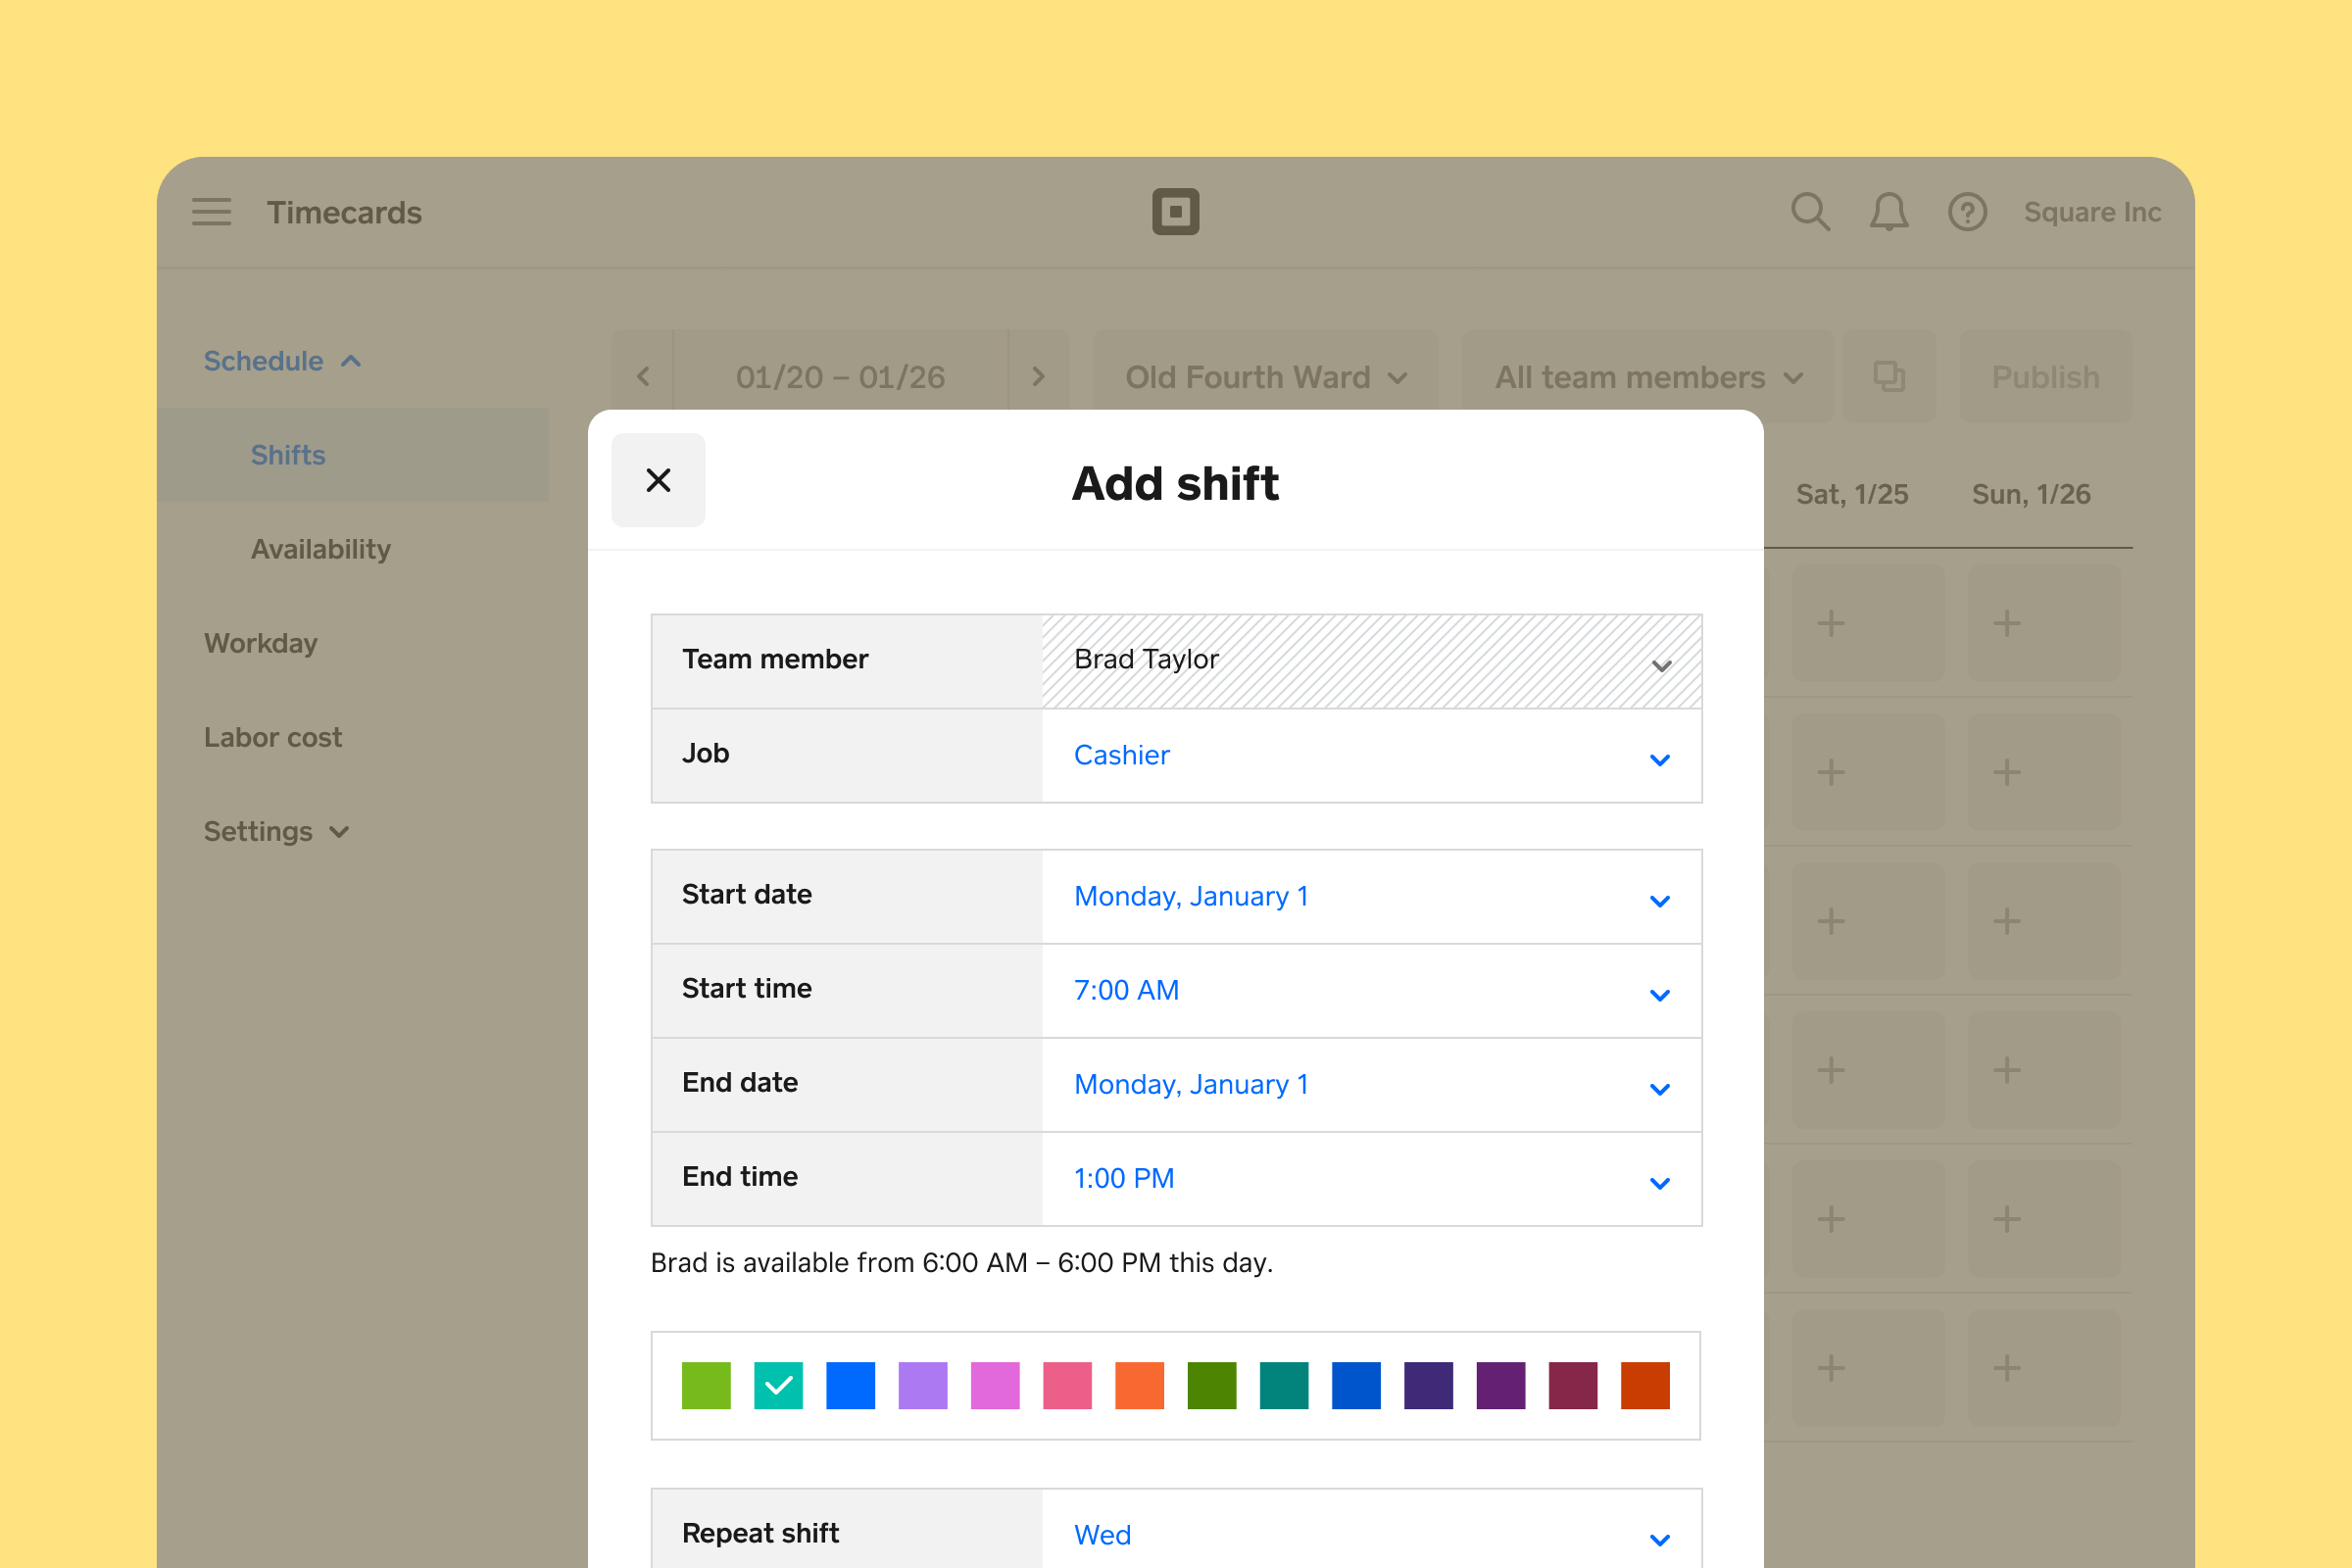 Timecards
Square Inc
Schedule
01/20 – 01/26
Old Fourth Ward
All team members
Publish
Shifts
Add shift
Sat, 1/25
Sun, 1/26
Availability
Workday
Team member
Brad Taylor
Labor cost
Job
Cashier
Settings
Start date
Monday, January 1
Start time
7:00 AM
End date
Monday, January 1
End time
1:00 PM
Brad is available from 6:00 AM – 6:00 PM this day.
Repeat shift
Wed